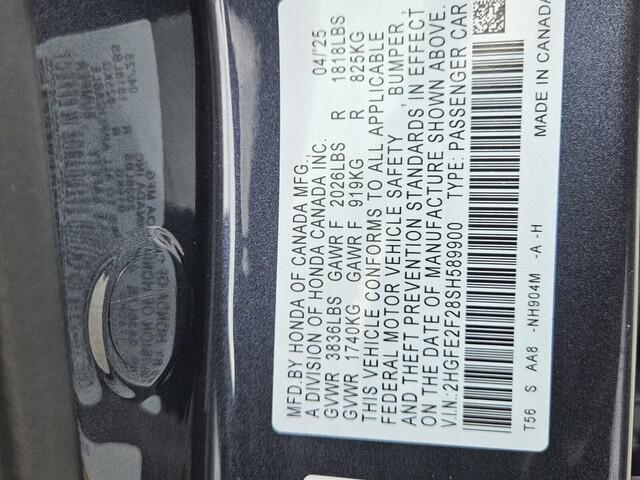 MFD.BY HONDA OF CANADA MFG., 04/'25
A DIVISION OF HONDA CANADA INC.
GVWR 3836LBS GAWR F 2026LBS R 1818LBS
GVWR 1740KG GAWR F 919KG R 825KG
THIS VEHICLE CONFORMS TO ALL APPLICABLE
FEDERAL MOTOR VEHICLE SAFETY , BUMPER,
AND THEFT PREVENTION STANDARDS IN EFFECT
ON THE DATE OF MANUFACTURE SHOWN ABOVE.
V.I.N.: 2HGFE2F28SH589900 TYPE: PASSENGER CAR
T56 S AA8 -NH904M -A -H MADE IN CANADA